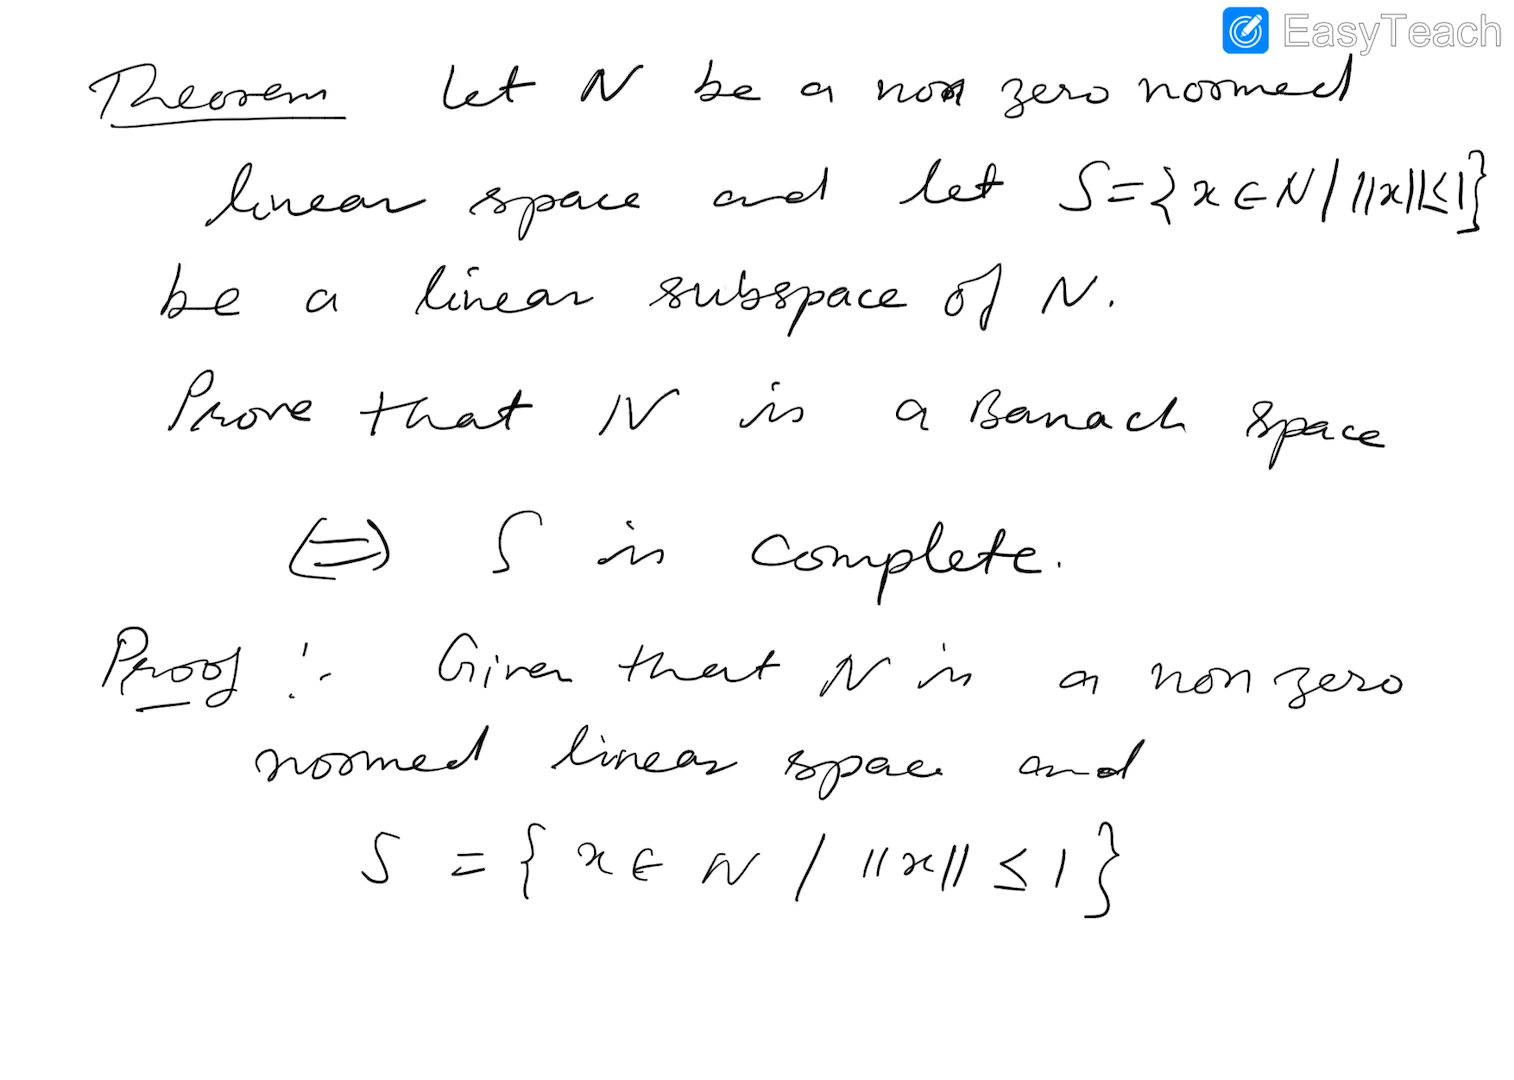 EasyTeach
Theorem Let N be a non zero normed
linear space and let S={x∈N/||x||≤1}
be a linear subspace of N.
Prove that N is a Banach space
⇔ S is complete.
Proof :- Given that N is a non zero
normed linear space and
S = {x∈ N / ||x|| ≤ 1}